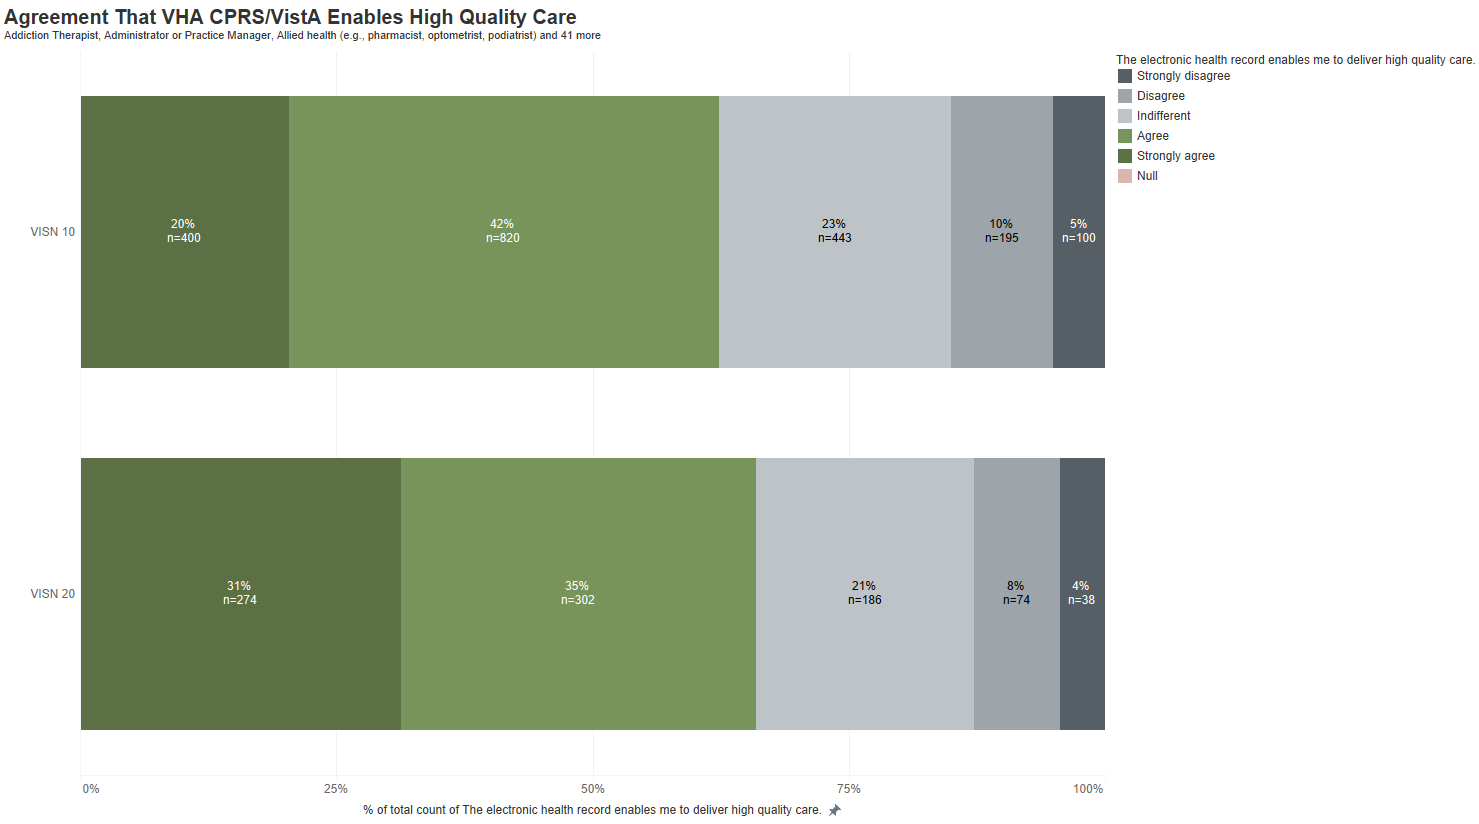 Agreement That VHA CPRS/VistA Enables High Quality Care
Addiction Therapist, Administrator or Practice Manager, Allied health (e.g., pharmacist, optometrist, podiatrist) and 41 more
The electronic health record enables me to deliver high quality care.
Strongly disagree
Disagree
Indifferent
Agree
Strongly agree
Null
VISN 10
20%
n=400
42%
n=820
23%
n=443
10%
n=195
5%
n=100
VISN 20
31%
n=274
35%
n=302
21%
n=186
8%
n=74
4%
n=38
0%
25%
50%
75%
100%
% of total count of The electronic health record enables me to deliver high quality care.